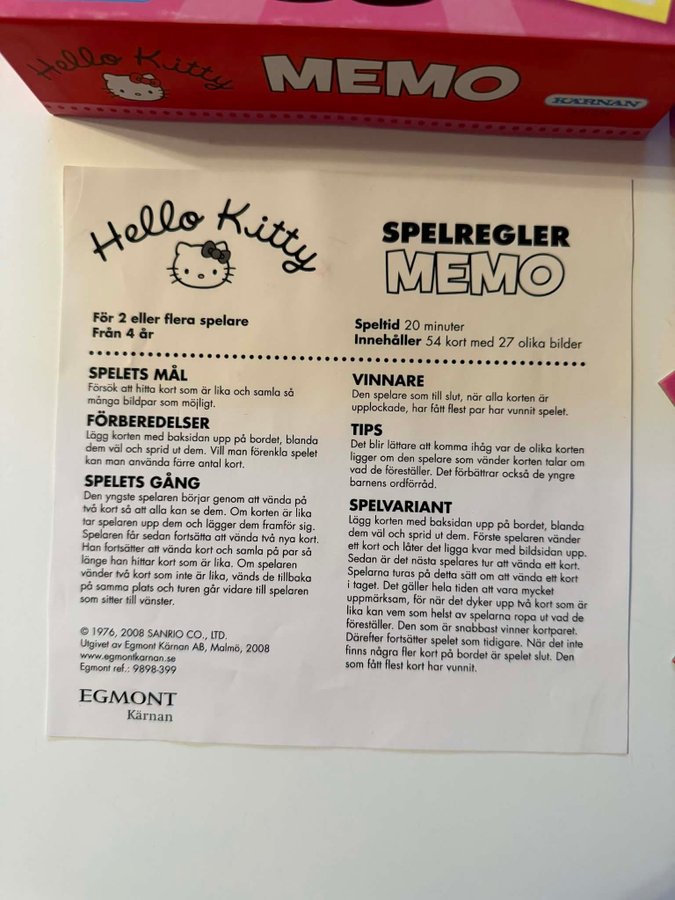 Hello Kitty
MEMO
KÄRNAN
Hello Kitty
SPELREGLER
MEMO
För 2 eller flera spelare
Från 4 år
Speltid 20 minuter
Innehåller 54 kort med 27 olika bilder
SPELETS MÅL
Försök att hitta kort som är lika och samla så
många bildpar som möjligt.
FÖRBEREDELSER
Lägg korten med baksidan upp på bordet, blanda
dem väl och sprid ut dem. Vill man förenkla spelet
kan man använda färre antal kort.
SPELETS GÅNG
Den yngste spelaren börjar genom att vända på
två kort så att alla kan se dem. Om korten är lika
tar spelaren upp dem och lägger dem framför sig.
Spelaren får sedan fortsätta att vända två nya kort.
Han fortsätter att vända kort och samla på par så
länge han hittar kort som är lika. Om spelaren
vänder två kort som inte är lika, vänds de tillbaka
på samma plats och turen går vidare till spelaren
som sitter till vänster.
© 1976, 2008 SANRIO CO., LTD.
Utgivet av Egmont Kärnan AB, Malmö, 2008
www.egmontkarnan.se
Egmont ref.: 9898-399
EGMONT
Kärnan
VINNARE
Den spelare som till slut, när alla korten är
upplockade, har fått flest par har vunnit spelet.
TIPS
Det blir lättare att komma ihåg var de olika korten
ligger om den spelare som vänder korten talar om
vad de föreställer. Det förbättrar också de yngre
barnens ordförråd.
SPELVARIANT
Lägg korten med baksidan upp på bordet, blanda
dem väl och sprid ut dem. Förste spelaren vänder
ett kort och låter det ligga kvar med bildsidan upp.
Sedan är det nästa spelares tur att vända ett kort.
Spelarna turas på detta sätt om att vända ett kort
i taget. Det gäller hela tiden att vara mycket
uppmärksam, för när det dyker upp två kort som är
lika kan vem som helst av spelarna ropa ut vad de
föreställer. Den som är snabbast vinner kortparet.
Därefter fortsätter spelet som tidigare. När det inte
finns några fler kort på bordet är spelet slut. Den
som fått flest kort har vunnit.